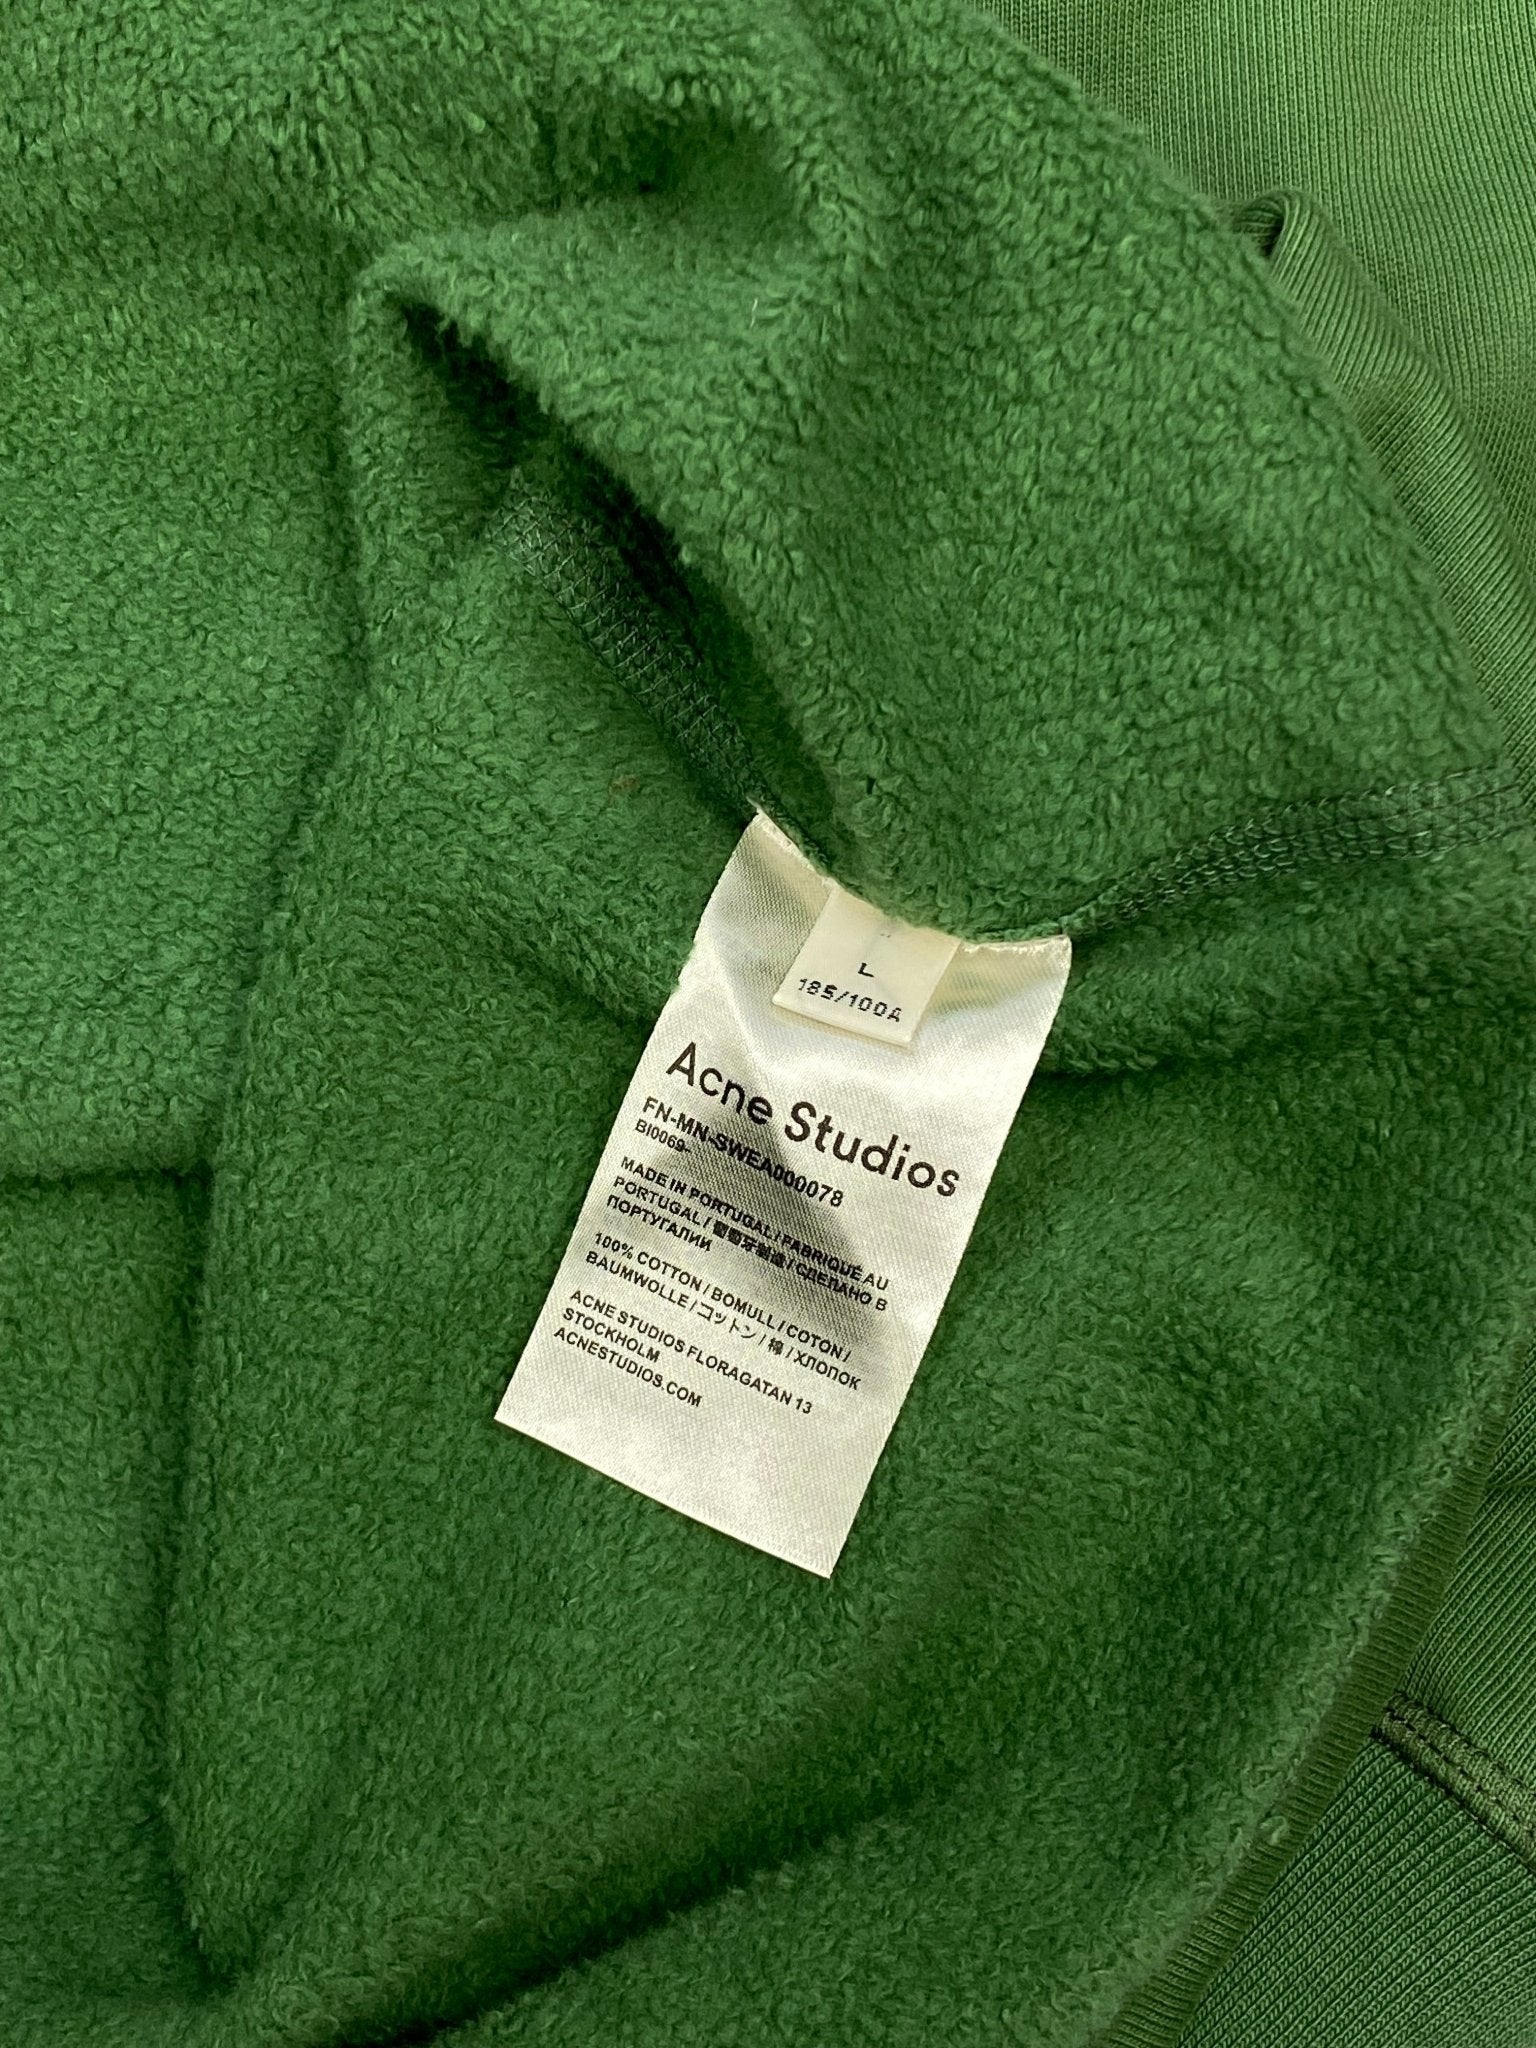 L
185/100A
Acne Studios
FN-MN-SWEA000078
BI0069-
MADE IN PORTUGAL / FABRIQUÉ AU
PORTUGAL / 葡萄牙制造 / СДЕЛАНО В
ПОРТУГАЛИИ
100% COTTON / BOMULL / COTON /
BAUMWOLLE / コットン / 棉 / ХЛОПОК
ACNE STUDIOS FLORAGATAN 13
STOCKHOLM
ACNESTUDIOS.COM